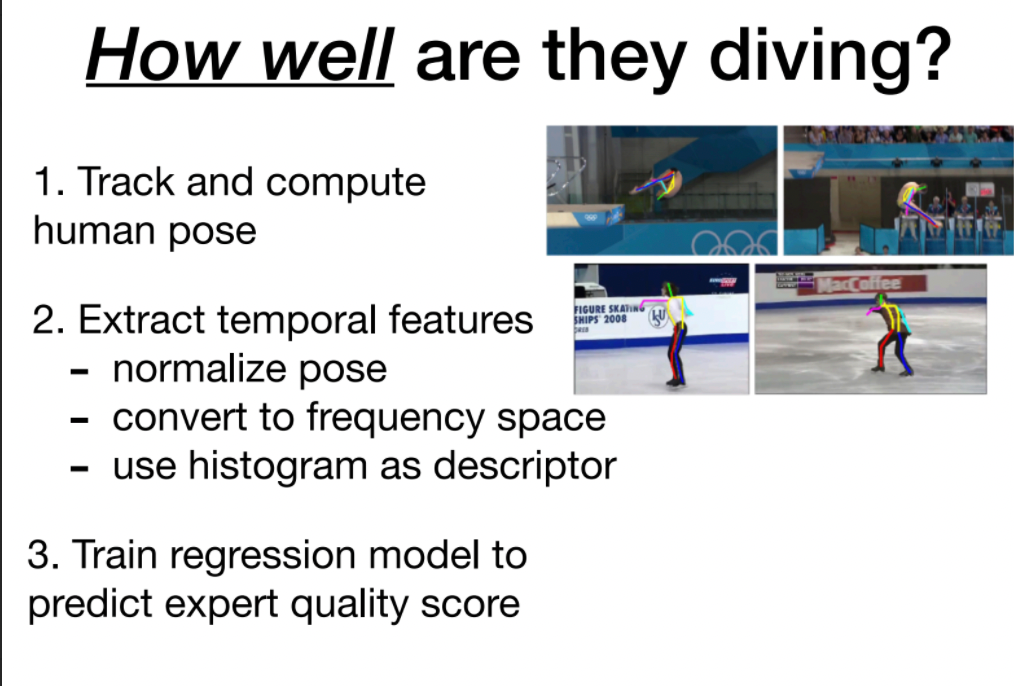 How well are they diving?
1. Track and compute
human pose
2. Extract temporal features
- normalize pose
- convert to frequency space
- use histogram as descriptor
3. Train regression model to
predict expert quality score
FIGURE SKATING
SHIPS 2008
MacCoffee